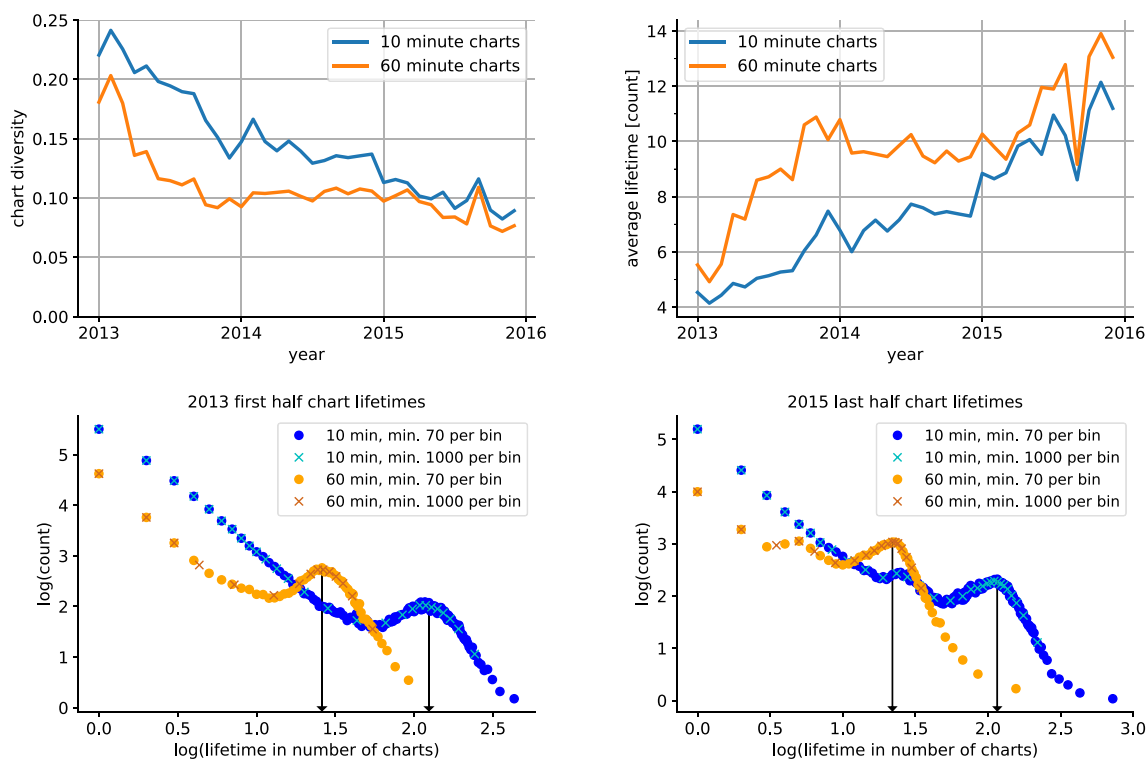 0.25
0.20
0.15
0.10
0.05
0.00
chart diversity
10 minute charts
60 minute charts
2013
2014
2015
2016
year
14
12
10
8
6
4
average lifetime [count]
10 minute charts
60 minute charts
2013
2014
2015
2016
year
2013 first half chart lifetimes
5
4
3
2
1
0
log(count)
10 min, min. 70 per bin
10 min, min. 1000 per bin
60 min, min. 70 per bin
60 min, min. 1000 per bin
0.0
0.5
1.0
1.5
2.0
2.5
log(lifetime in number of charts)
2015 last half chart lifetimes
5
4
3
2
1
0
log(count)
10 min, min. 70 per bin
10 min, min. 1000 per bin
60 min, min. 70 per bin
60 min, min. 1000 per bin
0.0
0.5
1.0
1.5
2.0
2.5
3.0
log(lifetime in number of charts)